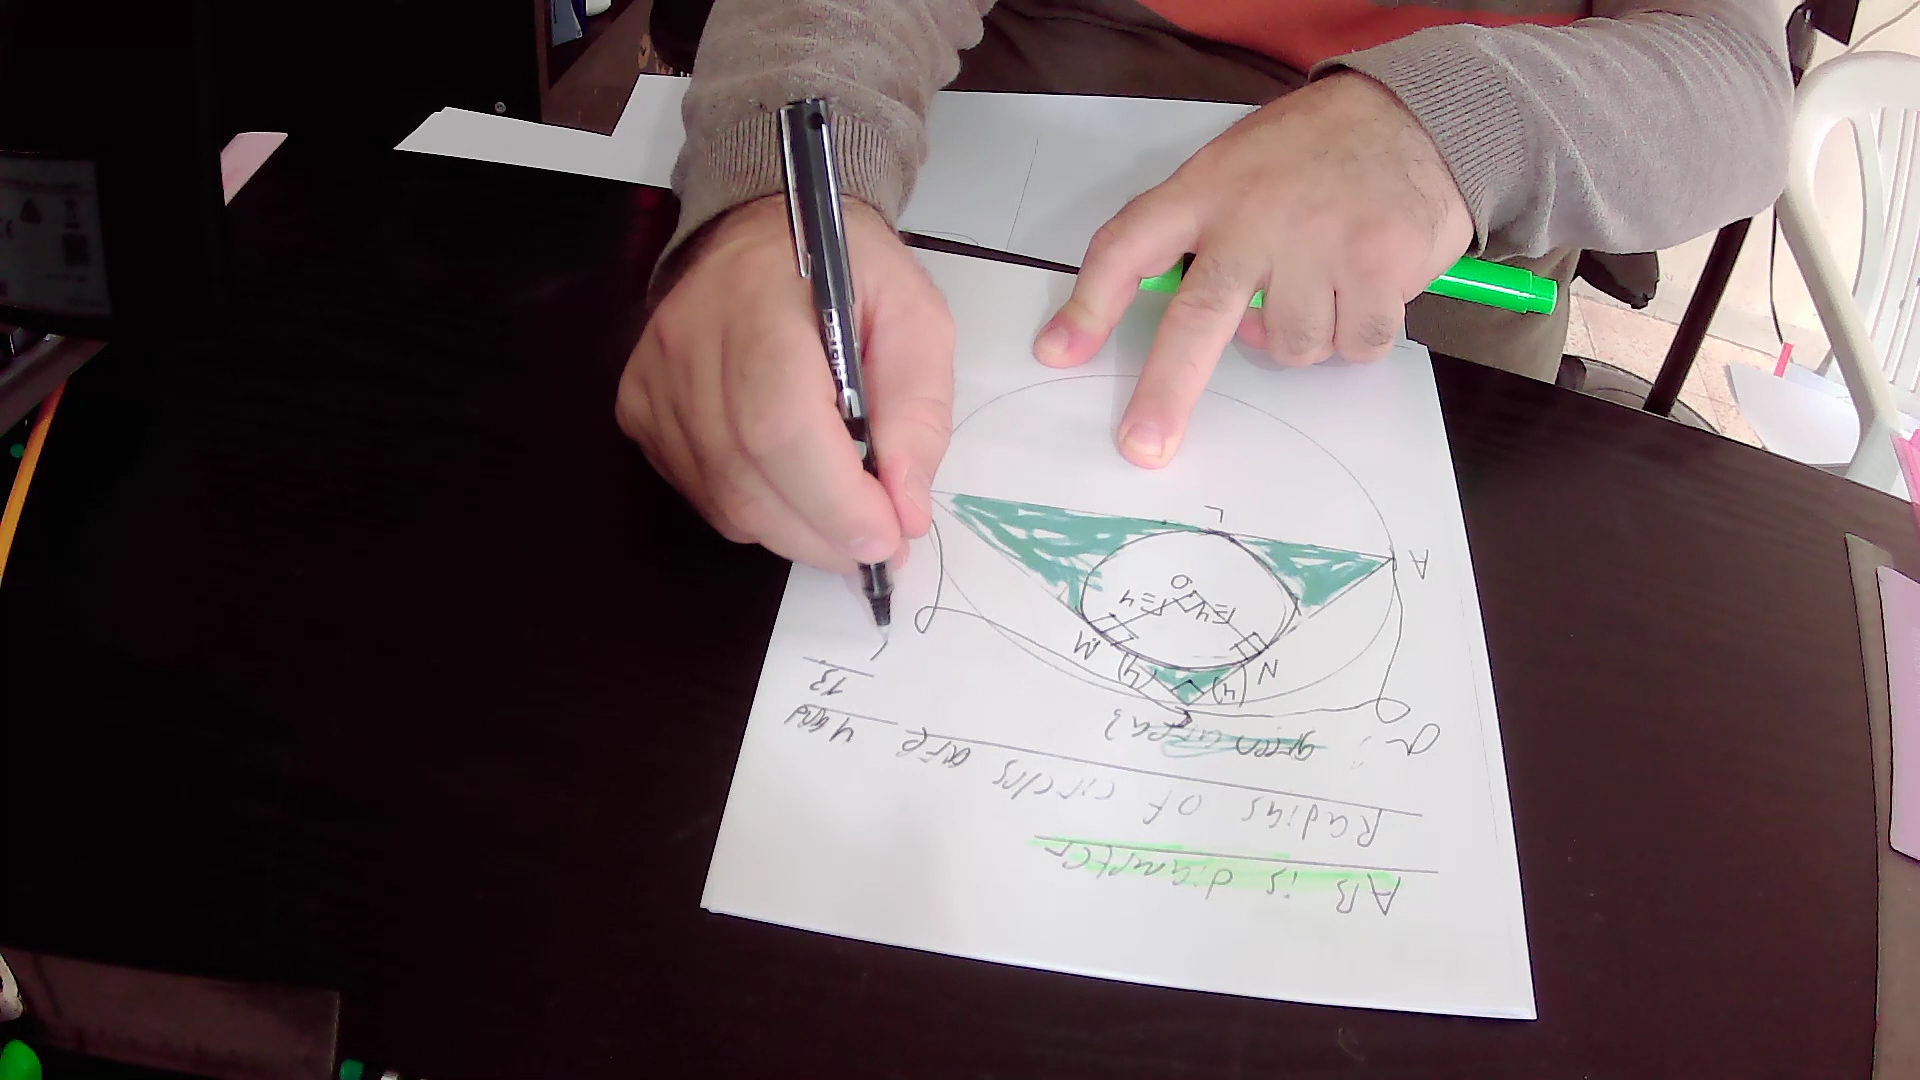 AB is diameter
Radius of circles are 4 and
13
green area?
a
N
M
(4)
(4)
r=4
r=4
O
A
L